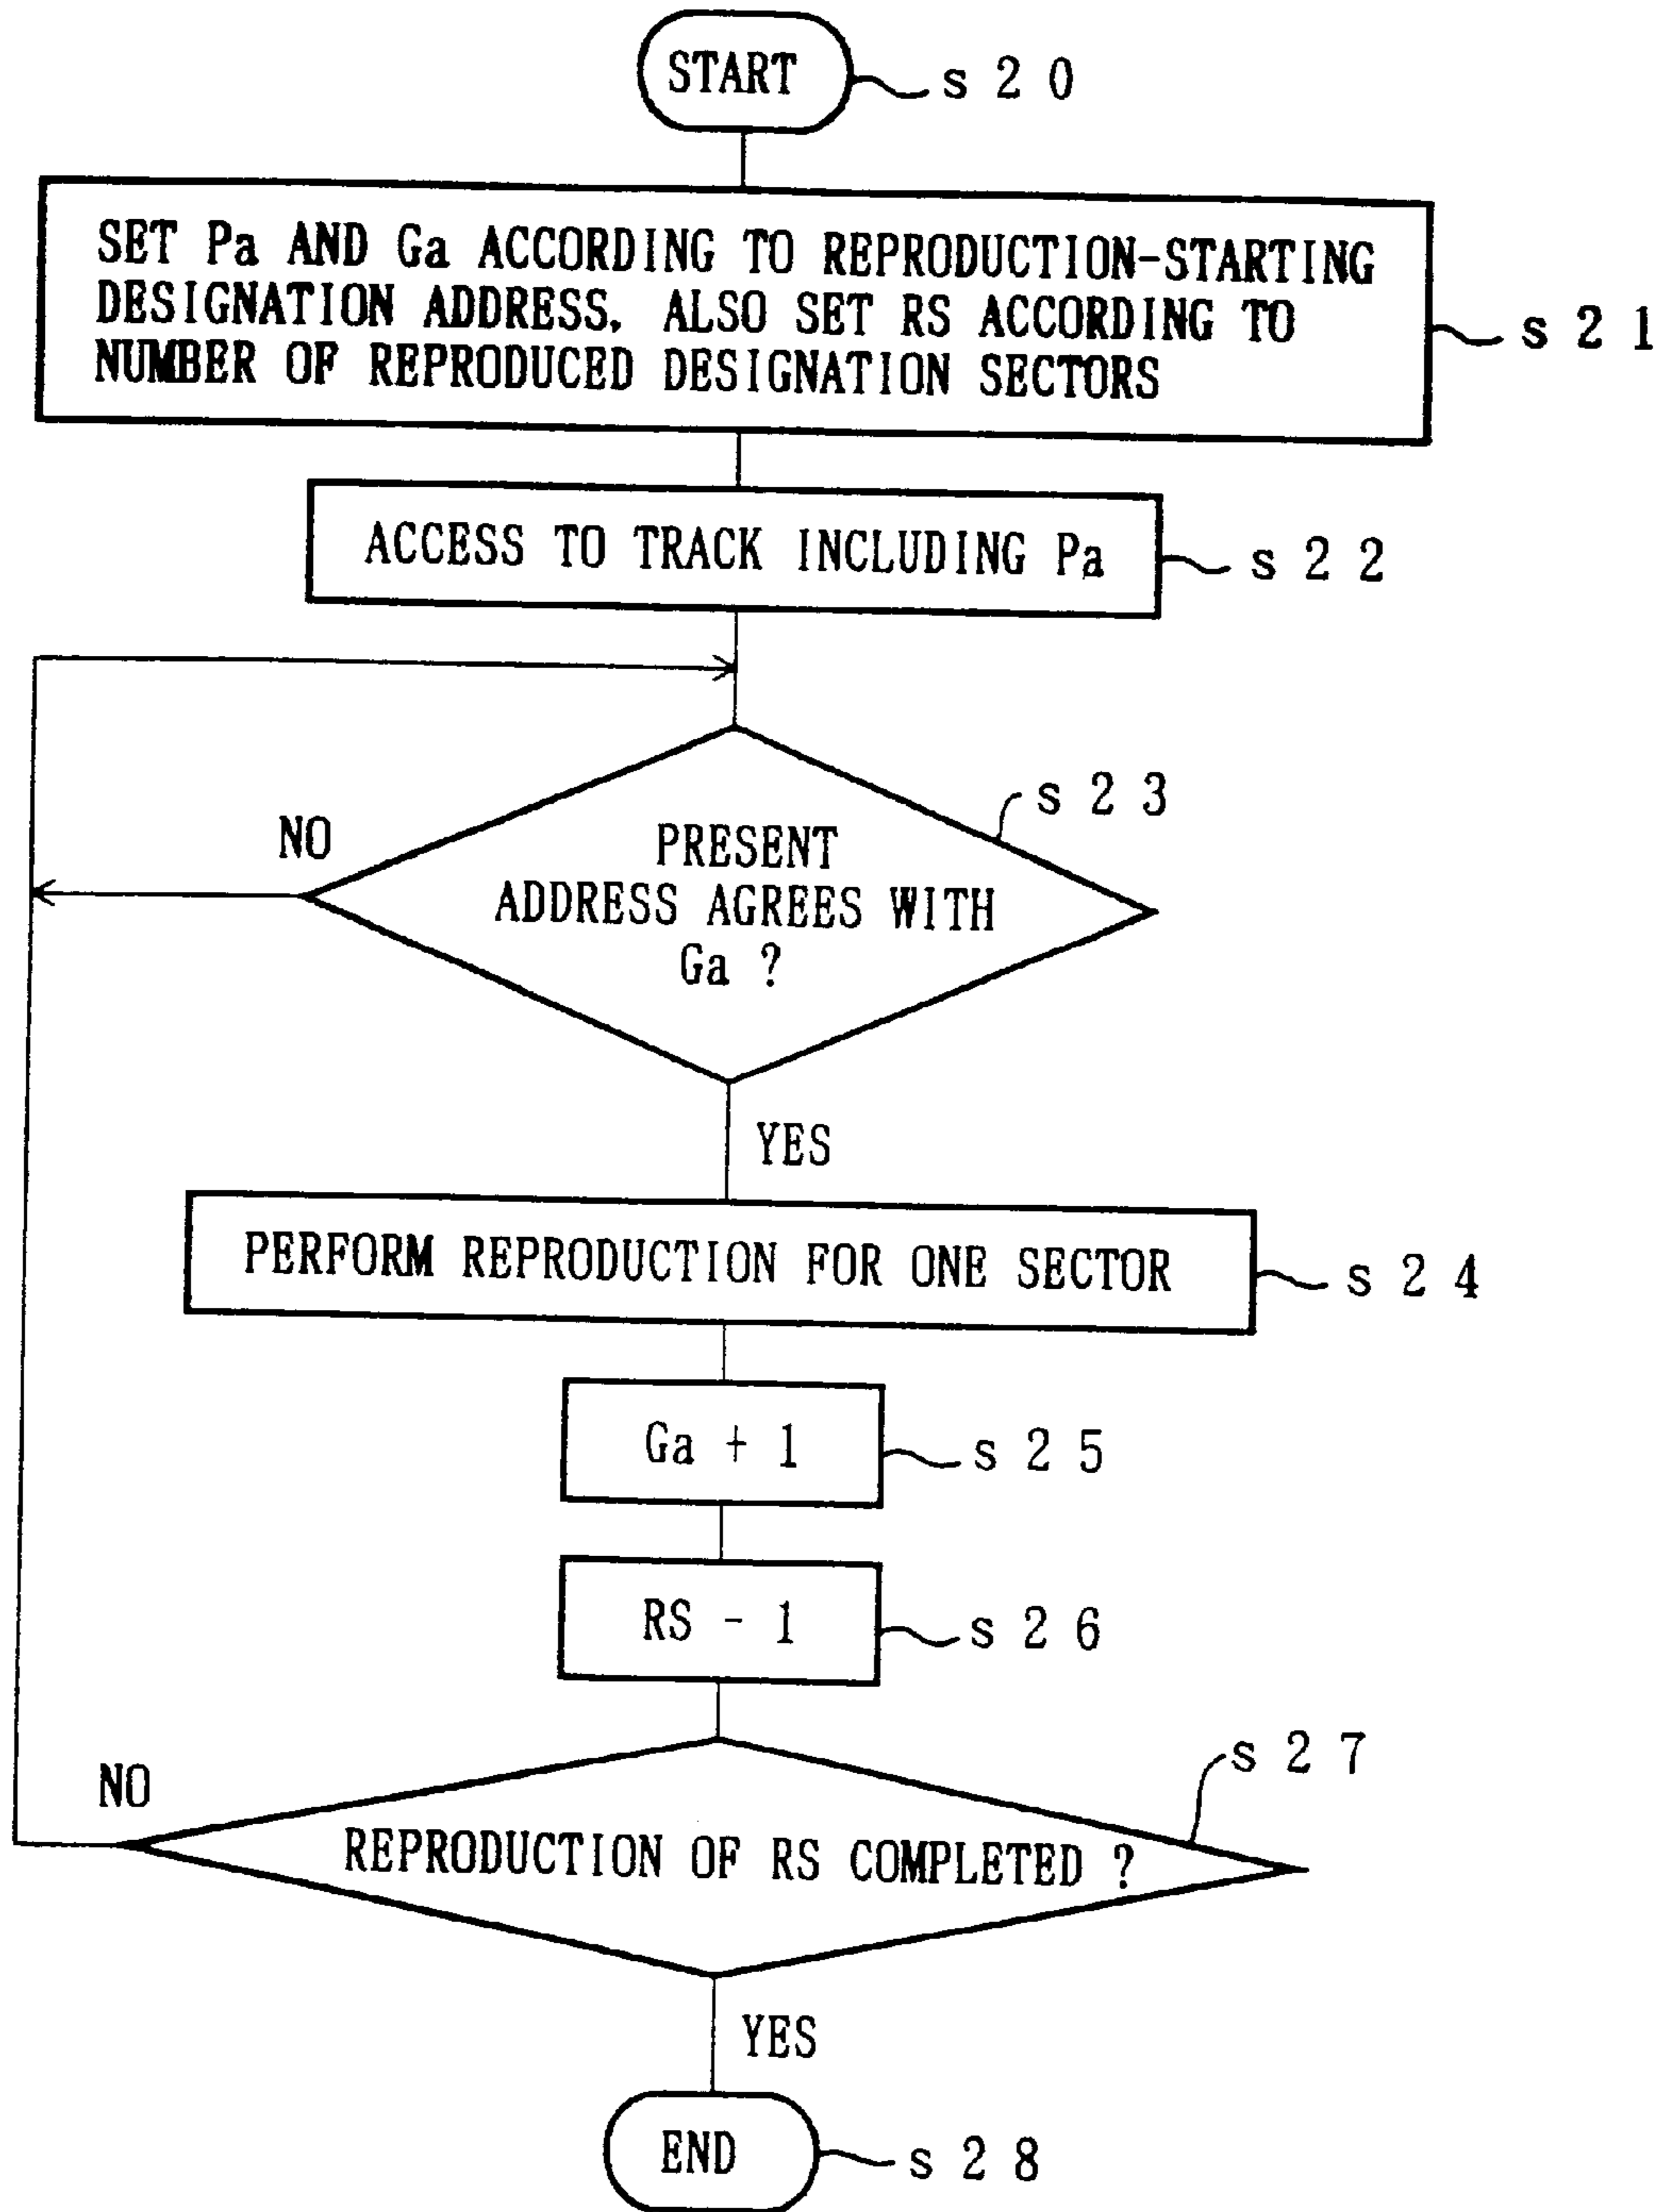 START
s 2 0
SET Pa AND Ga ACCORDING TO REPRODUCTION-STARTING
DESIGNATION ADDRESS. ALSO SET RS ACCORDING TO
NUMBER OF REPRODUCED DESIGNATION SECTORS
s 2 1
ACCESS TO TRACK INCLUDING Pa
s 2 2
s 2 3
NO
PRESENT
ADDRESS AGREES WITH
Ga ?
YES
PERFORM REPRODUCTION FOR ONE SECTOR
s 2 4
Ga + 1
s 2 5
RS - 1
s 2 6
s 2 7
NO
REPRODUCTION OF RS COMPLETED ?
YES
END
s 2 8